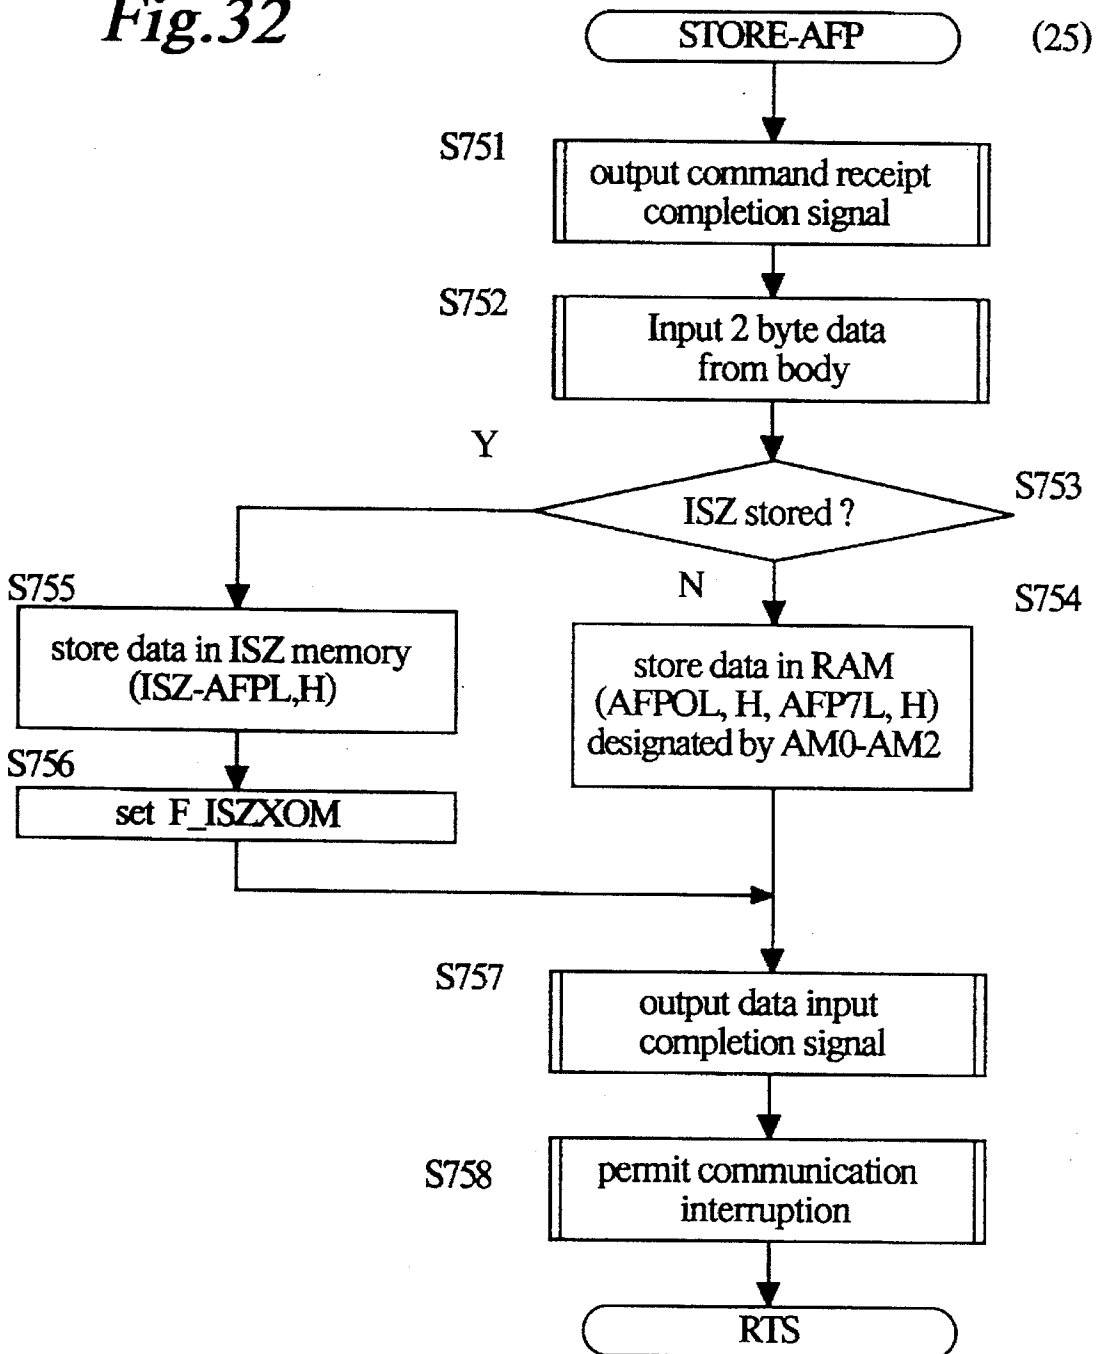 Fig.32
STORE-AFP
(25)
S751
output command receipt
completion signal
S752
Input 2 byte data
from body
Y
S753
ISZ stored ?
N
S755
store data in ISZ memory
(ISZ-AFPL,H)
S754
store data in RAM
(AFPOL, H, AFP7L, H)
designated by AM0-AM2
S756
set F_ISZXOM
S757
output data input
completion signal
S758
permit communication
interruption
RTS